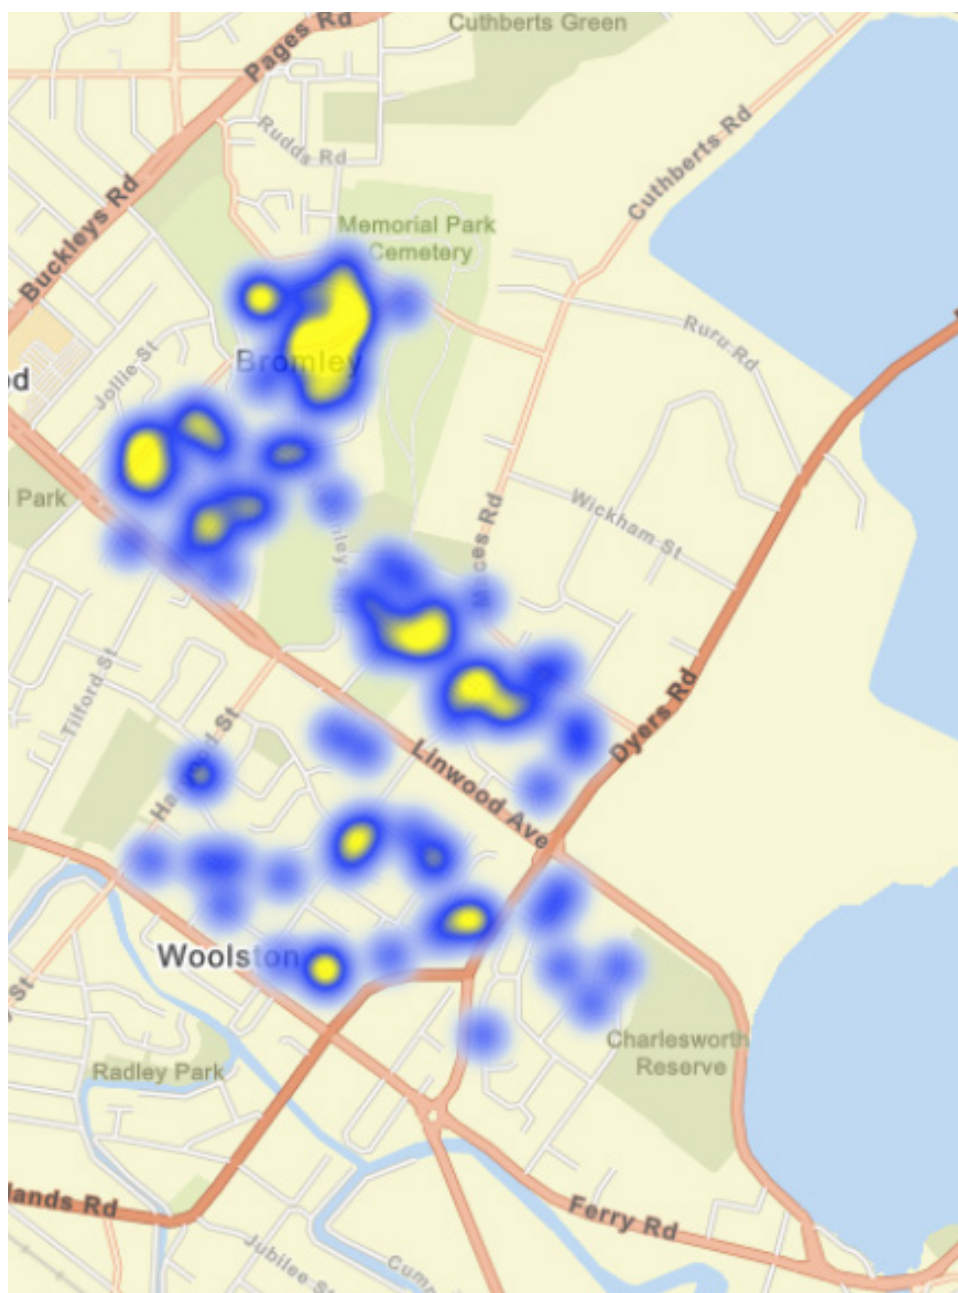 Cuthberts Green
Pages Rd
Rudds Rd
Cuthberts Rd
Buckleys Rd
Memorial Park
Cemetery
Ruru Rd
Bromley
Jollie St
od
Park
Wickham St
Maces Rd
Tilford St
Dyers Rd
St
Linwood Ave
Woolston
St
Charlesworth
Reserve
Radley Park
lands Rd
Ferry Rd
Jubilee St